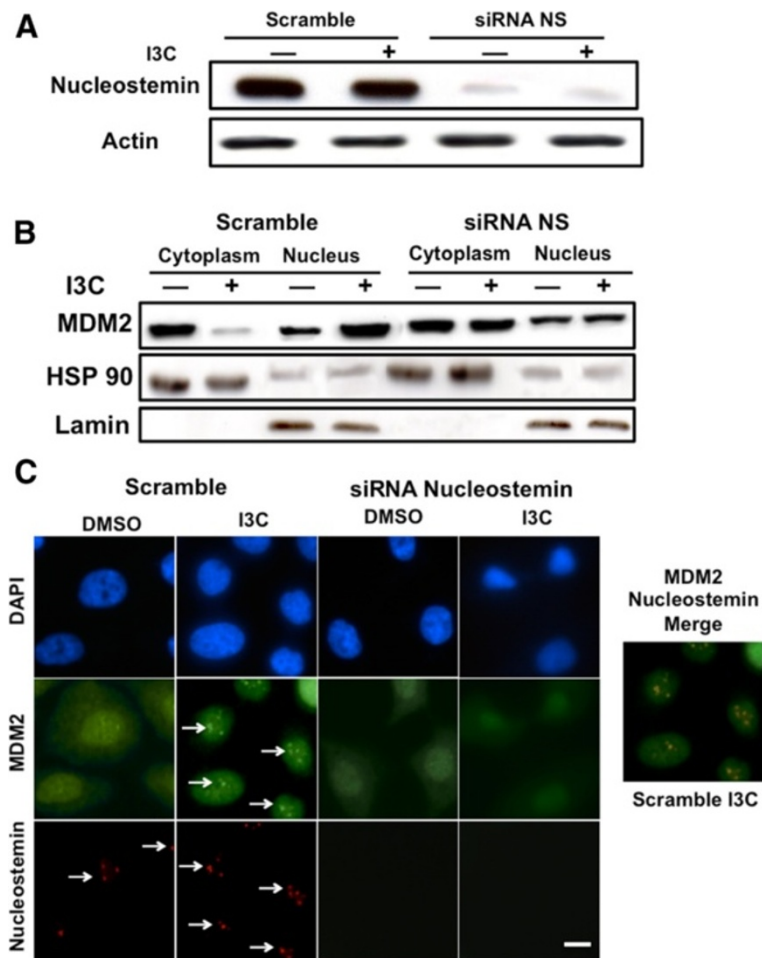 A
Scramble siRNA NS
I3C — + — +
Nucleostemin
Actin
B
Scramble siRNA NS
Cytoplasm Nucleus Cytoplasm Nucleus
I3C — + — + — + — +
MDM2
HSP 90
Lamin
C
Scramble siRNA Nucleostemin
DMSO I3C DMSO I3C
DAPI
MDM2
Nucleostemin
MDM2
Nucleostemin
Merge
Scramble I3C